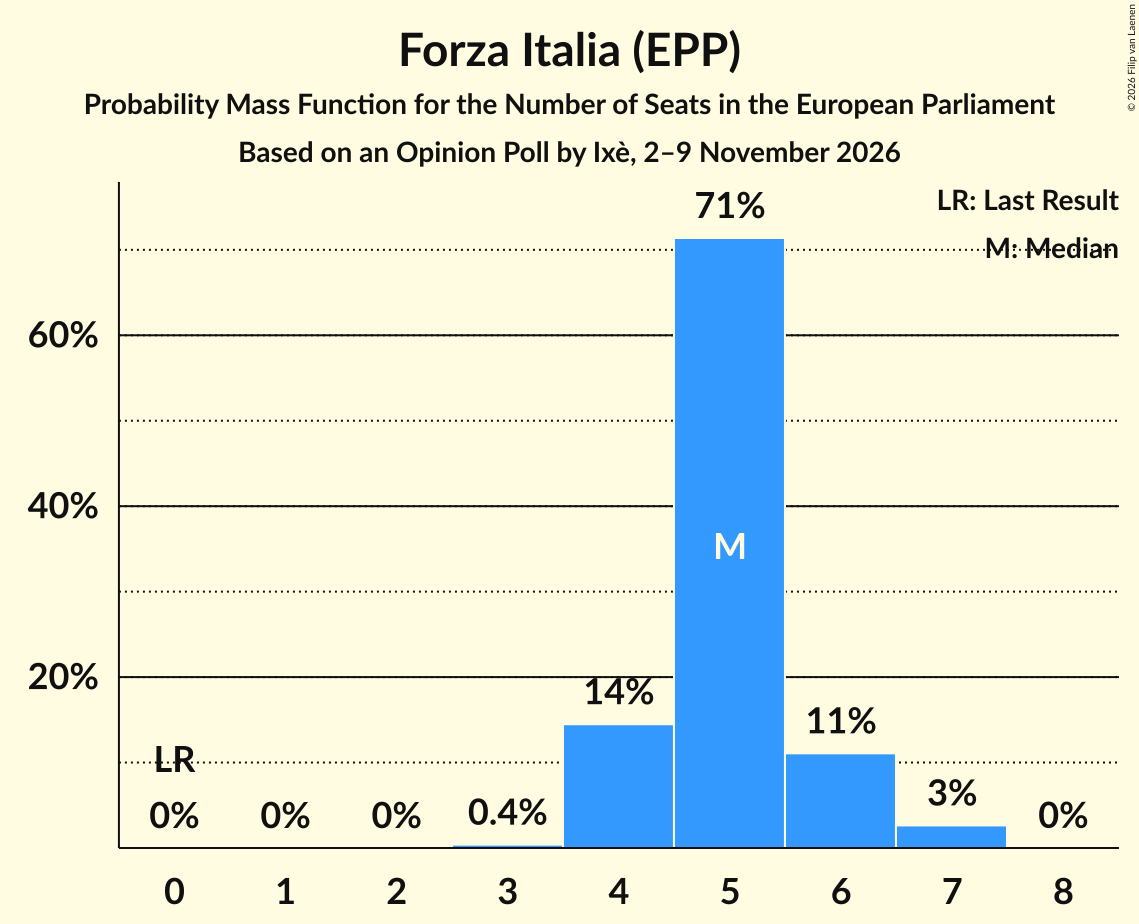 Forza Italia (EPP)
Probability Mass Function for the Number of Seats in the European Parliament
Based on an Opinion Poll by Ixè, 2–9 November 2026
© 2026 Filip van Laenen
LR: Last Result
M: Median
60%
40%
20%
LR
0%
0%
0%
0.4%
14%
71%
M
11%
3%
0%
0 1 2 3 4 5 6 7 8